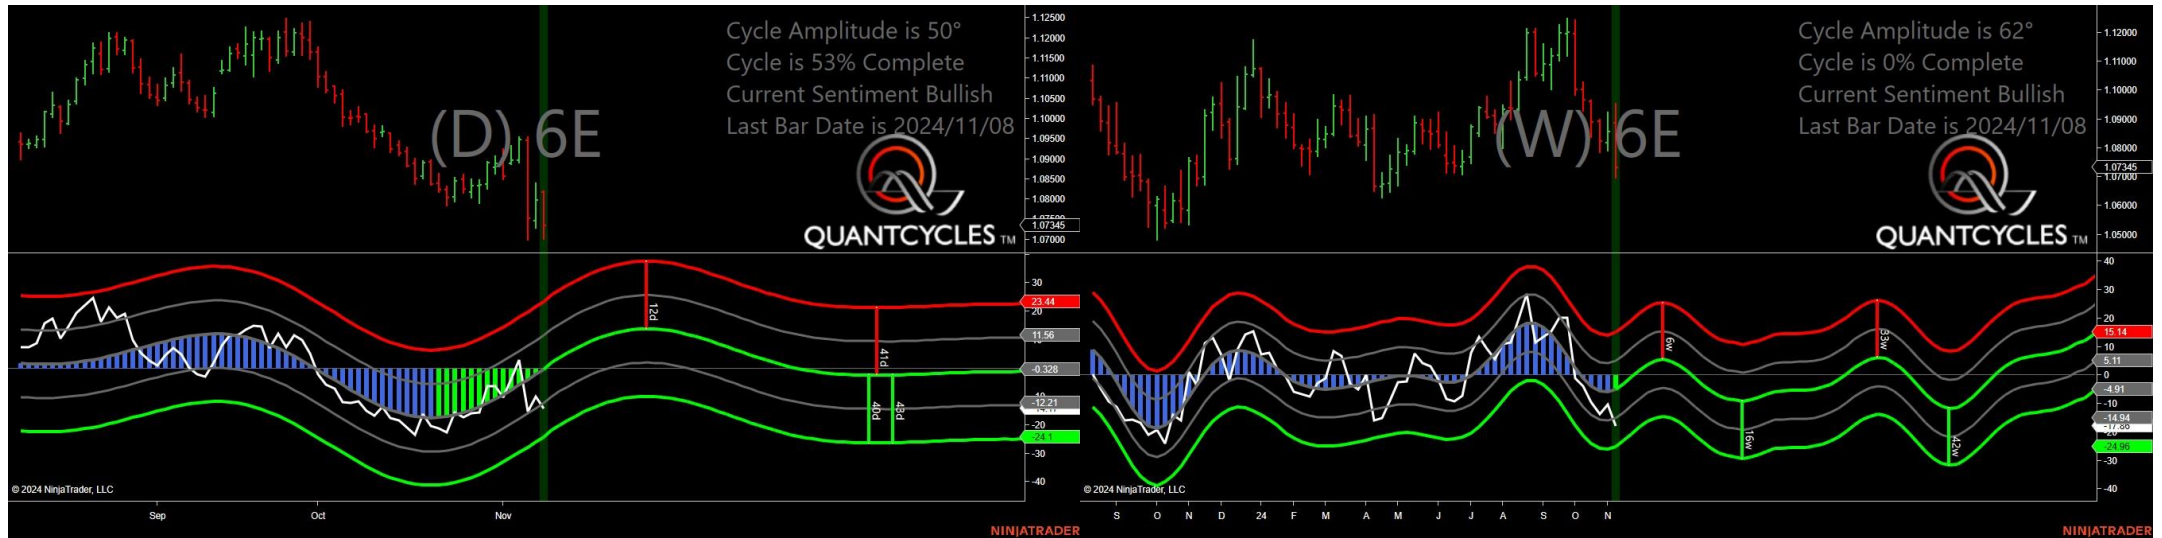 Cycle Amplitude is 50°
Cycle is 53% Complete
Current Sentiment Bullish
Last Bar Date is 2024/11/08
(D) 6E
QUANTCYCLES TM
1.12500
1.12000
1.11500
1.11000
1.10500
1.10000
1.09500
1.09000
1.08500
1.08000
1.07345
1.07000
30
23.44
20
11.56
-0.328
-12.21
-20
-24.1
-30
-40
12d
41d
40d
43d
© 2024 NinjaTrader, LLC
Sep
Oct
Nov
NINJATRADER
Cycle Amplitude is 62°
Cycle is 0% Complete
Current Sentiment Bullish
Last Bar Date is 2024/11/08
(W) 6E
QUANTCYCLES TM
1.12000
1.11000
1.10000
1.09000
1.08000
1.07345
1.07000
1.06000
1.05000
40
30
20
15.14
10
5.11
0
-4.91
-10
-14.94
-17.86
-24.96
-30
-40
6w
33w
16w
42w
© 2024 NinjaTrader, LLC
S O N D 24 F M A M J J A S O N
NINJATRADER